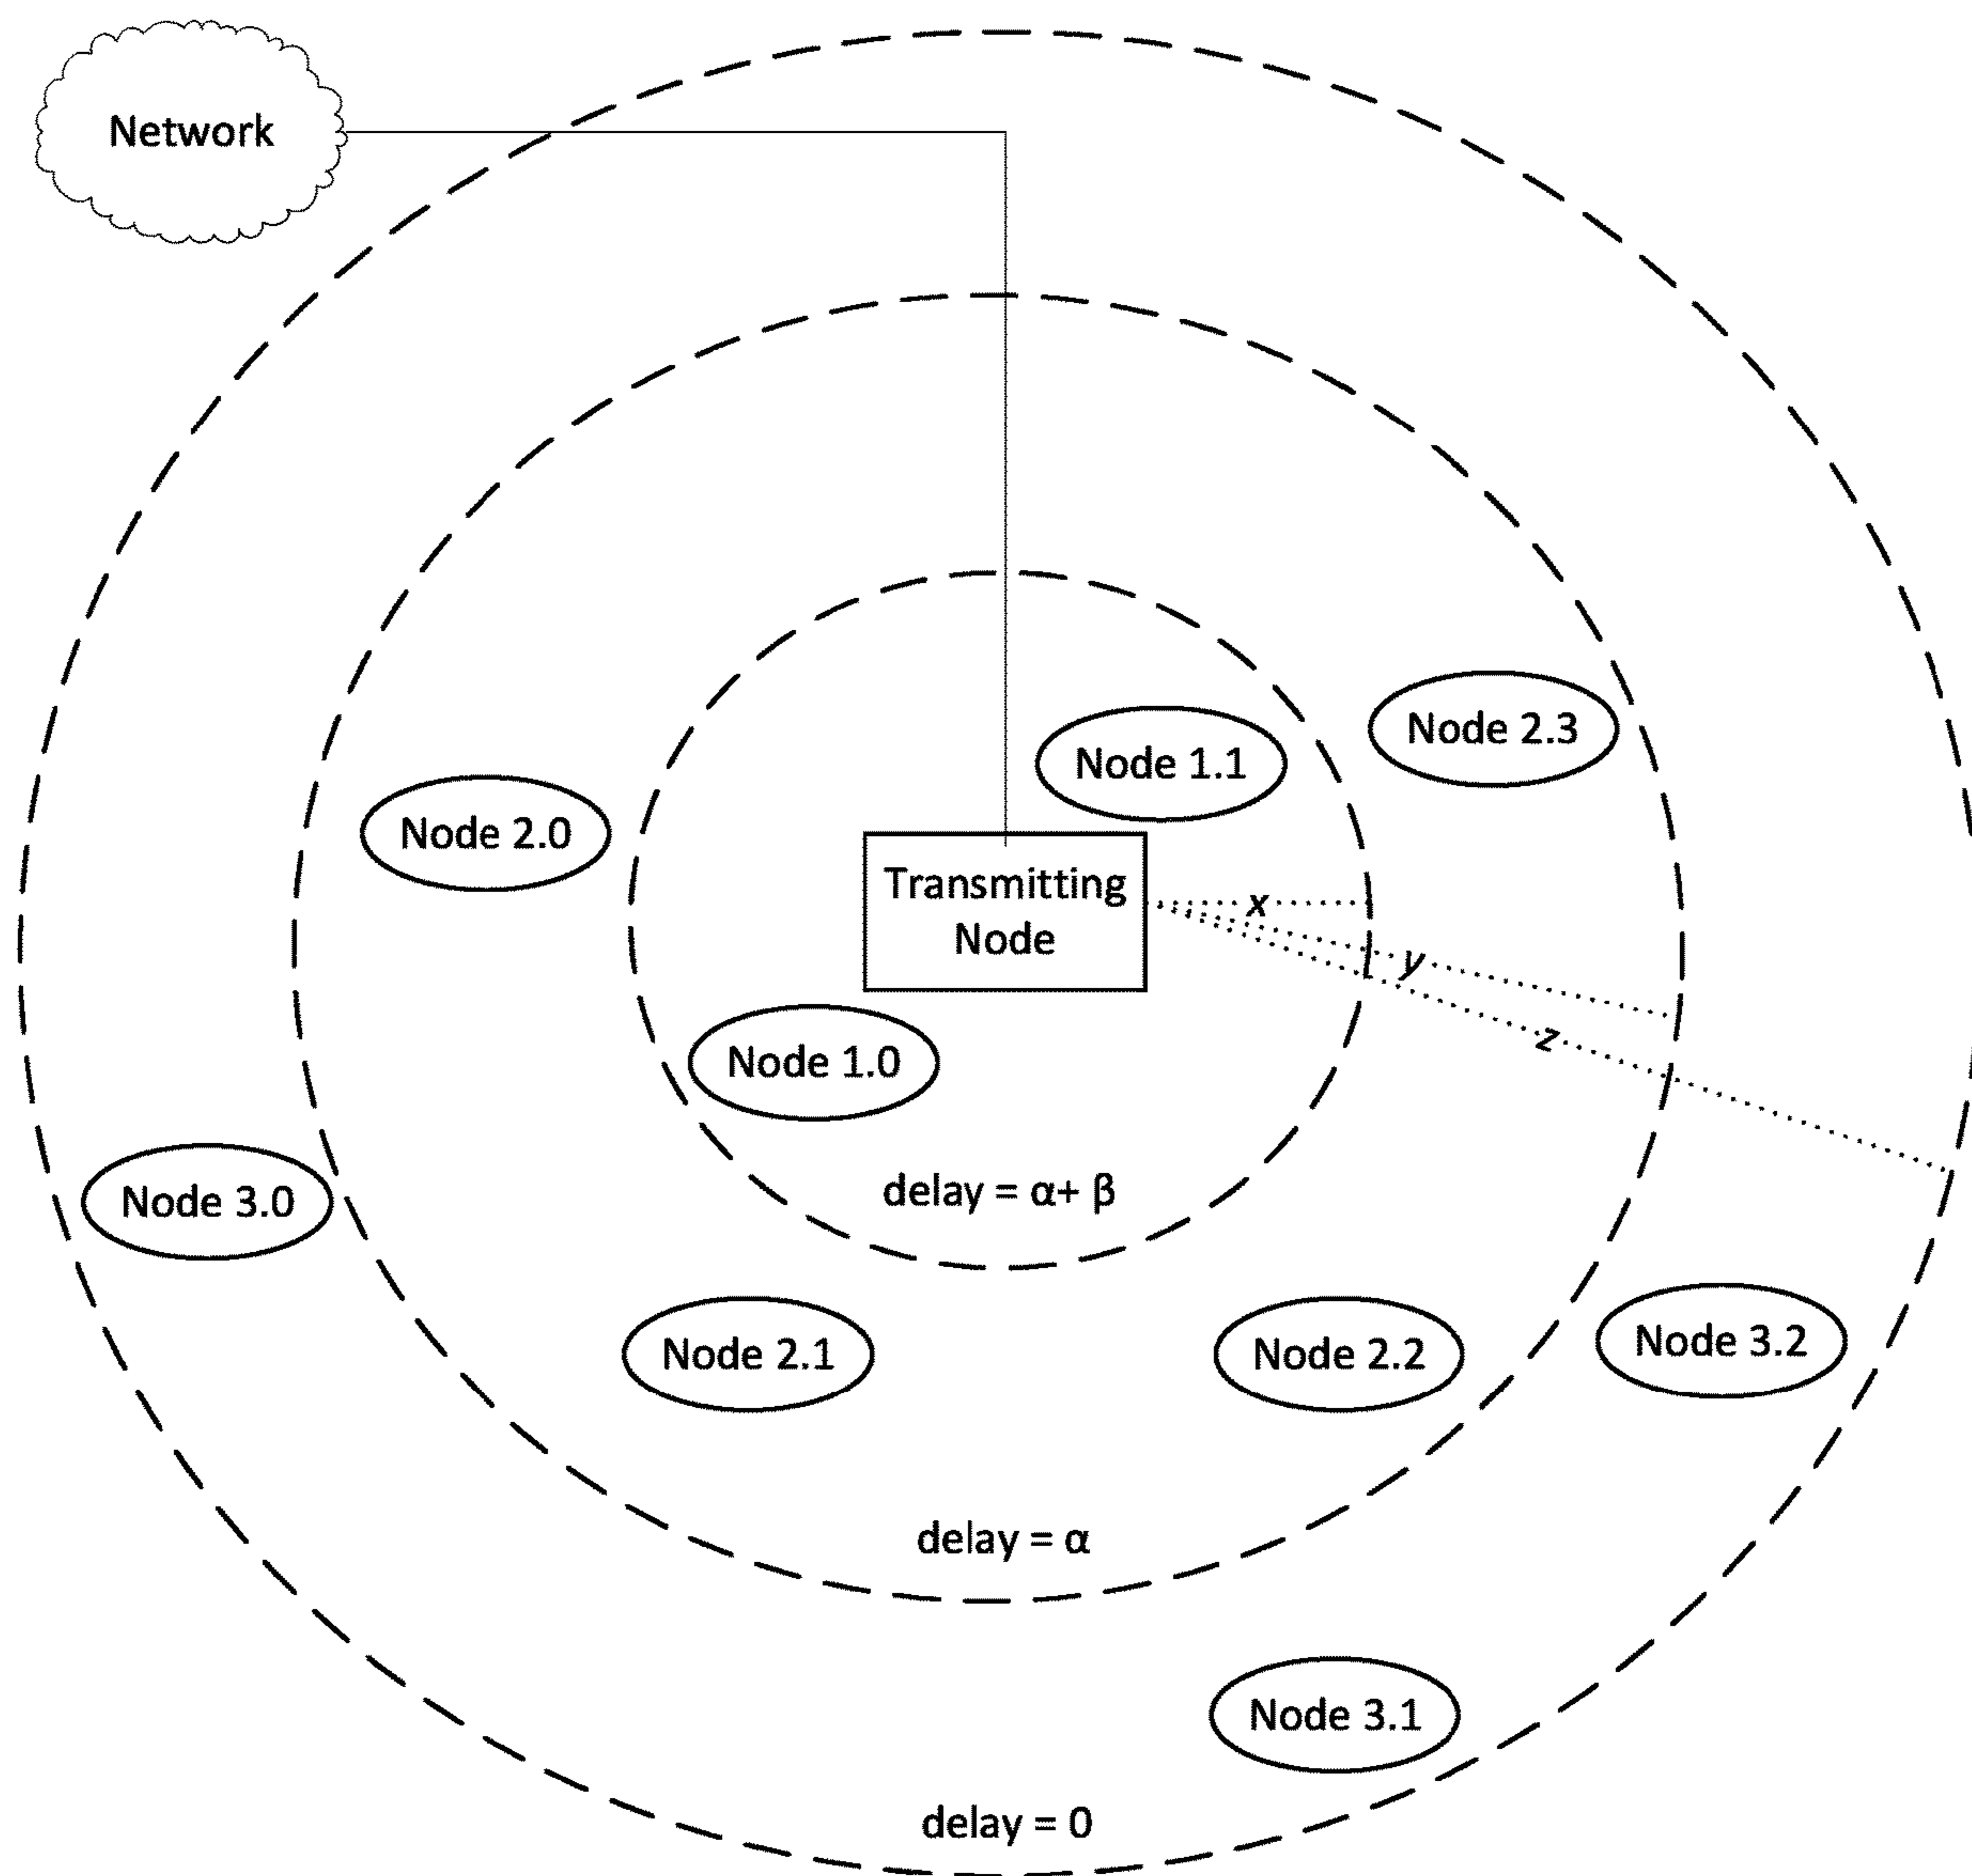 Network
Node 2.3
Node 1.1
Node 2.0
Transmitting
Node
x
y
z
Node 1.0
delay = α+ β
Node 3.0
Node 2.1
Node 2.2
Node 3.2
delay = α
Node 3.1
delay = 0